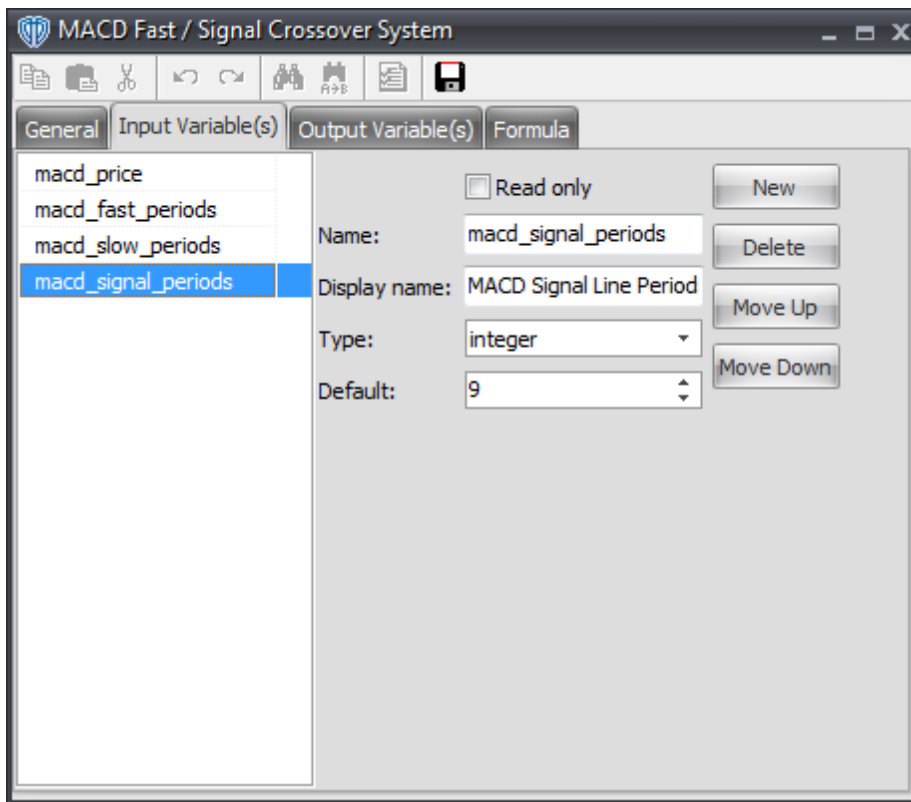 MACD Fast / Signal Crossover System
A→B
General
Input Variable(s)
Output Variable(s)
Formula
macd_price
macd_fast_periods
macd_slow_periods
macd_signal_periods
Read only
Name:
macd_signal_periods
Display name:
MACD Signal Line Period
Type:
integer
Default:
9
New
Delete
Move Up
Move Down